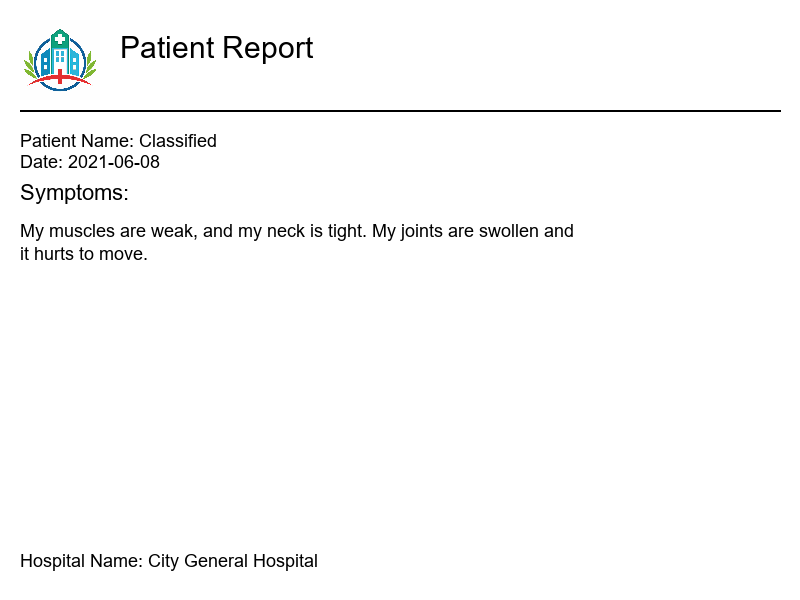 Patient Report
Patient Name: Classified
Date: 2021-06-08
Symptoms:
My muscles are weak, and my neck is tight. My joints are swollen and
it hurts to move.
Hospital Name: City General Hospital